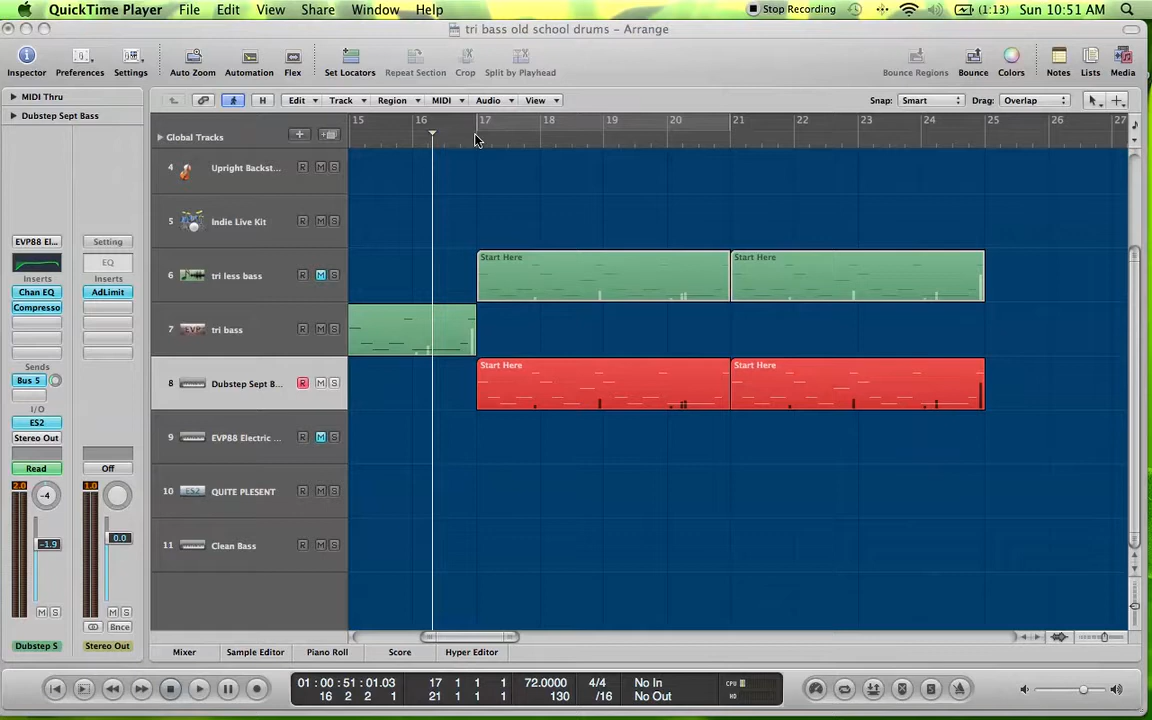 QuickTime Player File Edit View Share Window Help Stop Recording (1:13) Sun 10:51 AM
tri bass old school drums – Arrange
Inspector Preferences Settings Auto Zoom Automation Flex Set Locators Repeat Section Crop Split by Playhead Bounce Regions Bounce Colors Notes Lists Media
MIDI Thru
H Edit Track Region MIDI Audio View Snap: Smart Drag: Overlap
Dubstep Sept Bass
15 16 17 18 19 20 21 22 23 24 25 26 27
Global Tracks
4 Upright Backst... R M S
5 Indie Live Kit R M S
EVP88 El... Setting
Start Here Start Here
EQ
6 tri less bass R M S
Inserts Inserts
Chan EQ AdLimit
Compresso
7 tri bass R M S
Sends Sends
Start Here Start Here
Bus 5
8 Dubstep Sept B... R M S
I/O
ES2
Stereo Out
9 EVP88 Electric ... R M S
Read Off
2.0 -4 1.0
10 QUITE PLESENT R M S
-1.9 0.0
11 Clean Bass R M S
M S M S
Bnce
Dubstep S Stereo Out
Mixer Sample Editor Piano Roll Score Hyper Editor
01 : 00 : 51 : 01.03 17 1 1 1 72.0000 4/4 No In CPU
16 2 2 1 21 1 1 1 130 /16 No Out HD